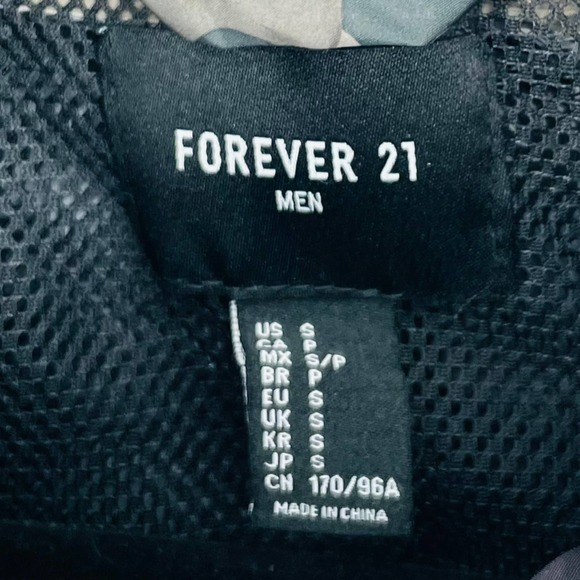 FOREVER 21
MEN
US S
CA P
MX S/P
BR P
EU S
UK S
KR S
JP S
CN 170/96A
MADE IN CHINA